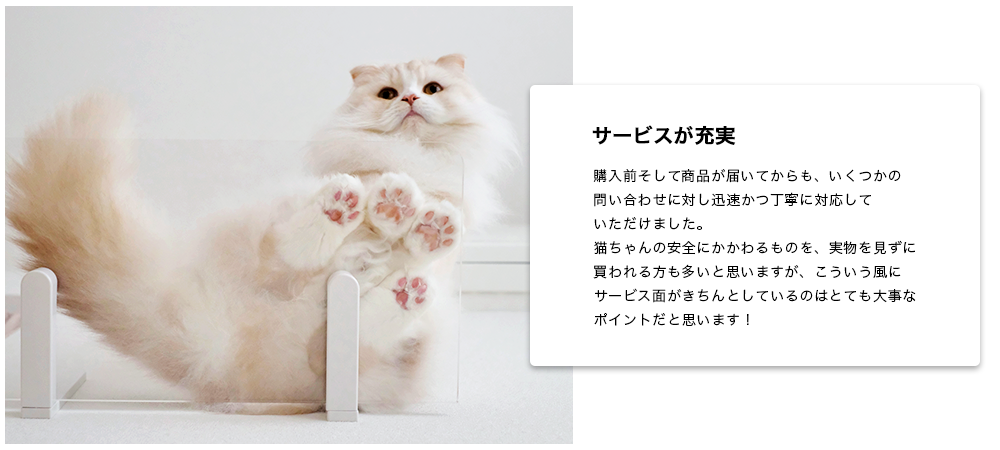 サービスが充実
購入前そして商品が届いてからも、いくつかの
問い合わせに対し迅速かつ丁寧に対応して
いただけました。
猫ちゃんの安全にかかわるものを、実物を見ずに
買われる方も多いと思いますが、こういう風に
サービス面がきちんとしているのはとても大事な
ポイントだと思います！